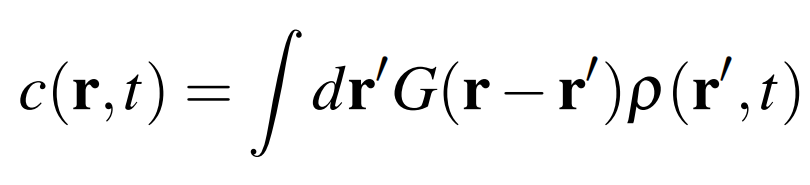 c(𝐫, t) = ∫ d𝐫′G(𝐫 − 𝐫′)ρ(𝐫′, t)